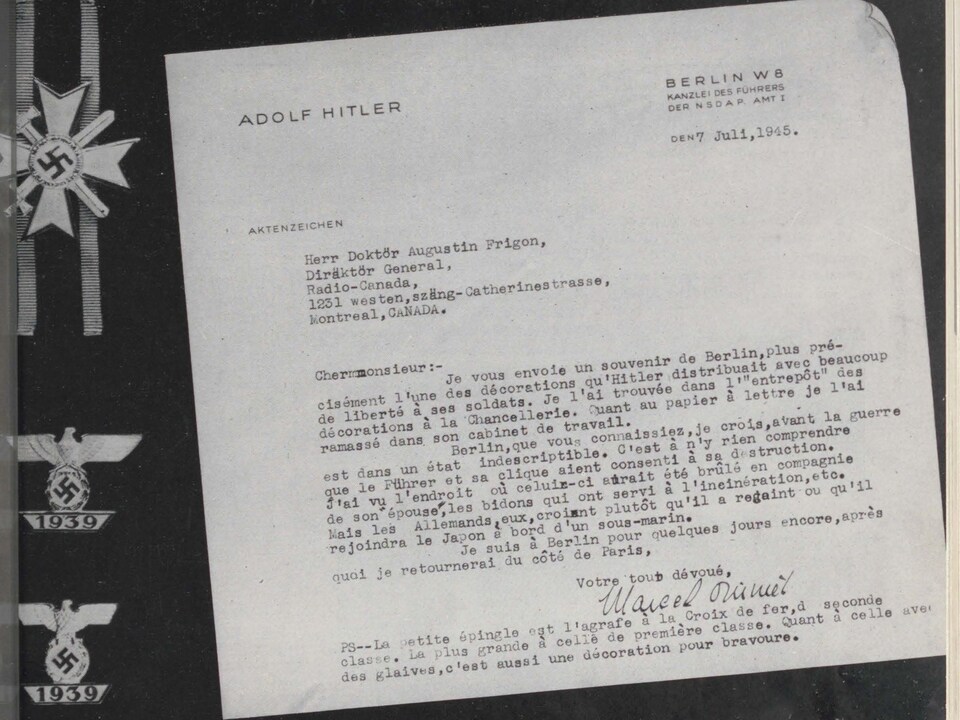 ADOLF HITLER
BERLIN W8
KANZLEI DES FÜHRERS
DER NSDAP. AMT I
DEN 7 Juli,1945.
AKTENZEICHEN
Herr Doktör Augustin Frigon,
Diräktör General,
Radio-Canada,
1231 westen,szäng-Catherinestrasse,
Montreal,CANADA.
Chermmonsieur:-
Je vous envoie un souvenir de Berlin,plus pré-
cisément l'une des décorations qu'Hitler distribuait avec beaucoup
de liberté à ses soldats. Je l'ai trouvée dans l'"entrepôt" des
décorations à la Chancellerie. Quant au papier à lettre je l'ai
ramassé dans son cabinet de travail.
Berlin,que vous connaissiez,je crois,avant la guerre
est dans un état indescriptible. C'est à n'y rien comprendre
que le Führer et sa clique aient consenti à sa destruction.
J'ai vu l'endroit où celuin-ci aurait été brûlé en compagnie
de son épouse,les bidons qui ont servi à l'incinération,etc.
Mais les Allemands,eux,croient plutôt qu'il a regaint ou qu'il
rejoindra le Japon à bord d'un sous-marin.
Je suis à Berlin pour quelques jours encore,après
quoi je retournerai du côté de Paris,
Votre tout dévoué,
Marcel Ouimet
PS--La petite épingle est l'agrafe à la Croix de fer,d seconde
classe. La plus grande à celle de première classe. Quant à celle avec
des glaives,c'est aussi une décoration pour bravoure.
1939
1939